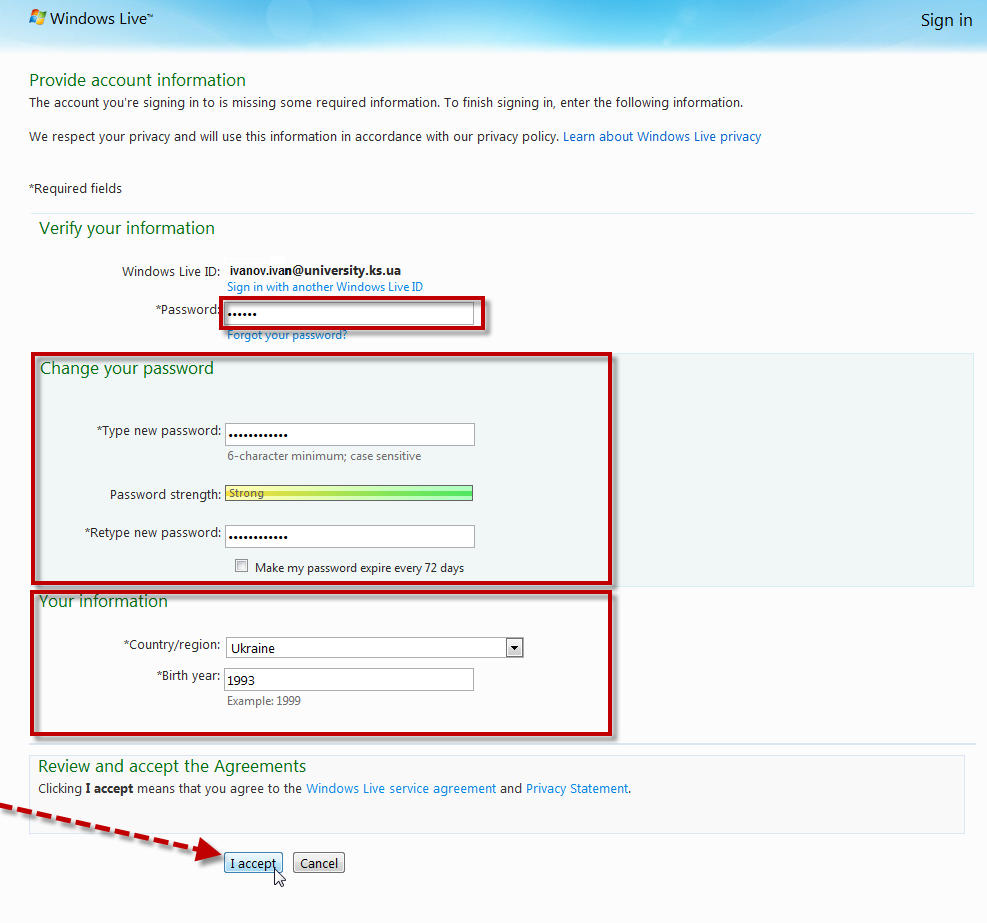 Windows Live™
Sign in
Provide account information
The account you're signing in to is missing some required information. To finish signing in, enter the following information.
We respect your privacy and will use this information in accordance with our privacy policy. Learn about Windows Live privacy
*Required fields
Verify your information
Windows Live ID: ivanov.ivan@university.ks.ua
Sign in with another Windows Live ID
*Password: ••••••
Forgot your password?
Change your password
*Type new password: ••••••••••••
6-character minimum; case sensitive
Password strength: Strong
*Retype new password: ••••••••••••
Make my password expire every 72 days
Your information
*Country/region: Ukraine
*Birth year: 1993
Example: 1999
Review and accept the Agreements
Clicking I accept means that you agree to the Windows Live service agreement and Privacy Statement.
I accept Cancel